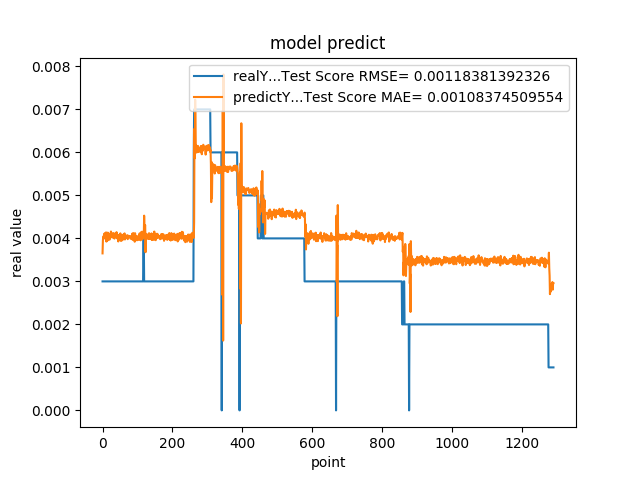 model predict
realY...Test Score RMSE= 0.00118381392326
predictY...Test Score MAE= 0.00108374509554
0.008
0.007
0.006
0.005
0.004
0.003
0.002
0.001
0.000
real value
0 200 400 600 800 1000 1200
point